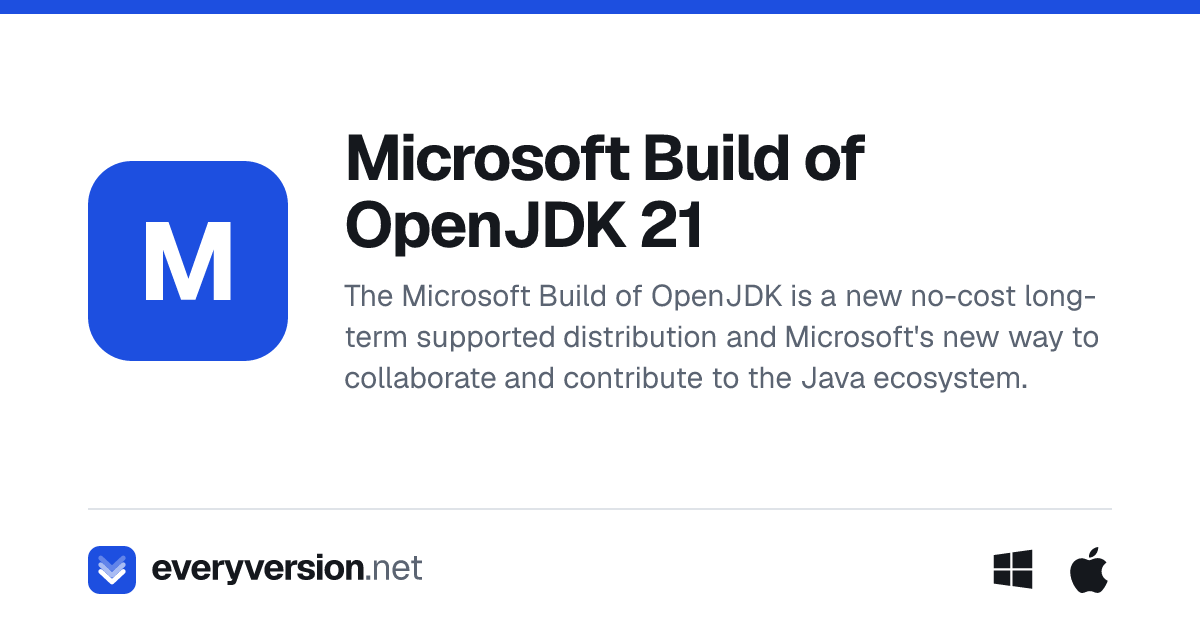 M
Microsoft Build of
OpenJDK 21
The Microsoft Build of OpenJDK is a new no-cost long-
term supported distribution and Microsoft's new way to
collaborate and contribute to the Java ecosystem.
everyversion.net